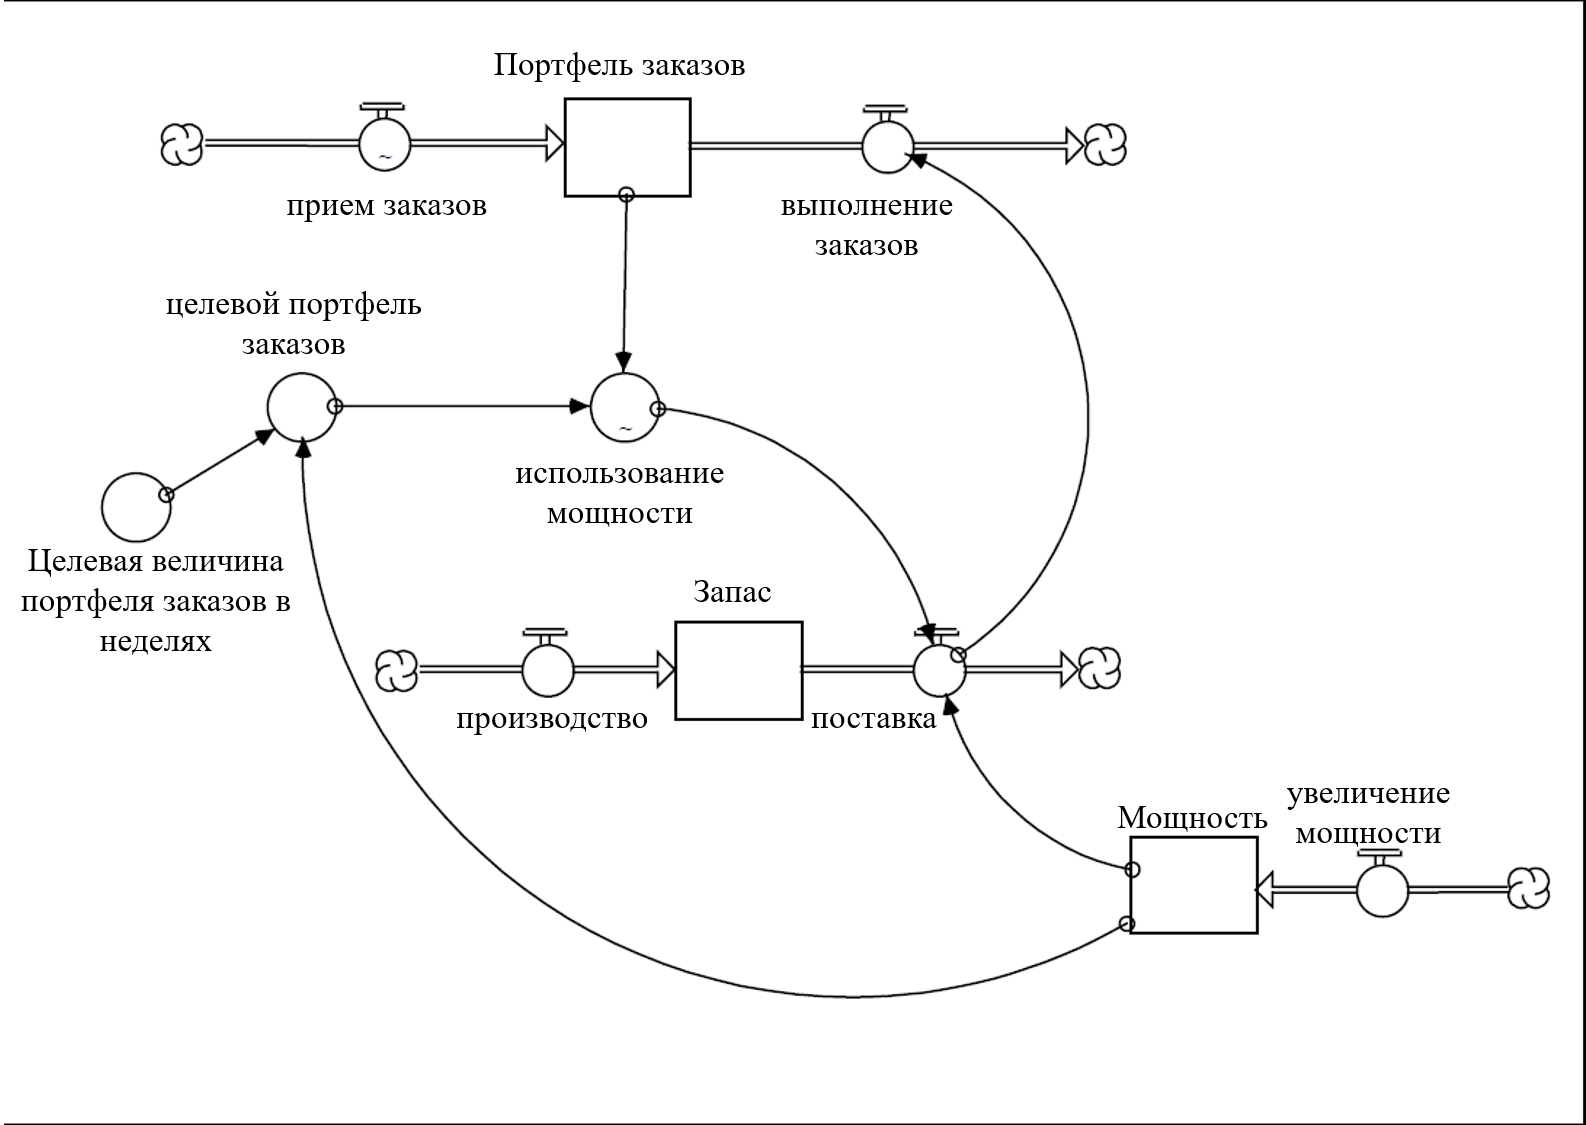 Портфель заказов
прием заказов
выполнение
заказов
целевой портфель
заказов
~
~
использование
мощности
Целевая величина
портфеля заказов в
неделях
Запас
производство
поставка
увеличение
мощности
Мощность